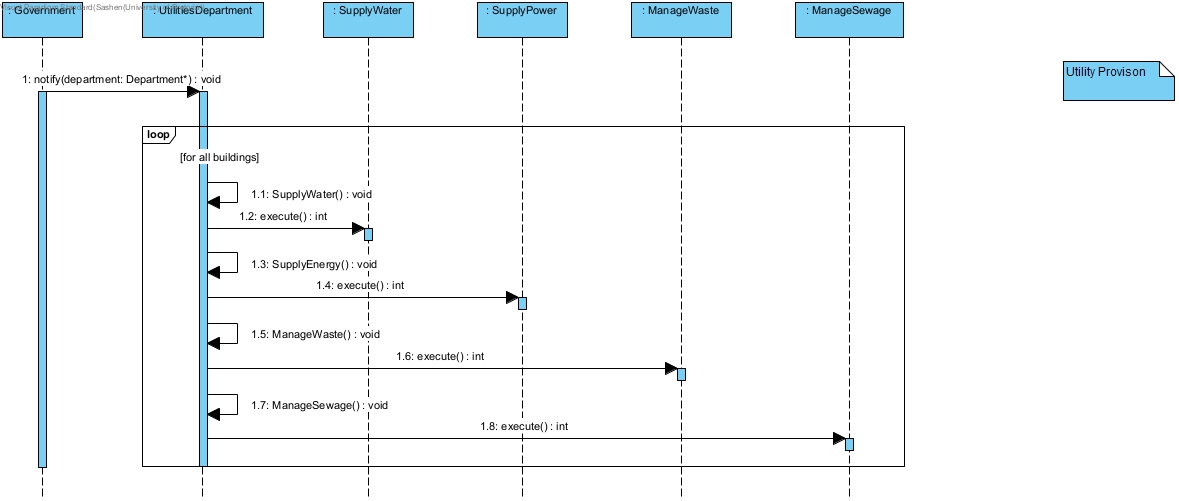 : Government
: UtilitiesDepartment
: SupplyWater
: SupplyPower
: ManageWaste
: ManageSewage
Utility Provison
1: notify(department: Department*) : void
loop
[for all buildings]
1.1: SupplyWater() : void
1.2: execute() : int
1.3: SupplyEnergy() : void
1.4: execute() : int
1.5: ManageWaste() : void
1.6: execute() : int
1.7: ManageSewage() : void
1.8: execute() : int